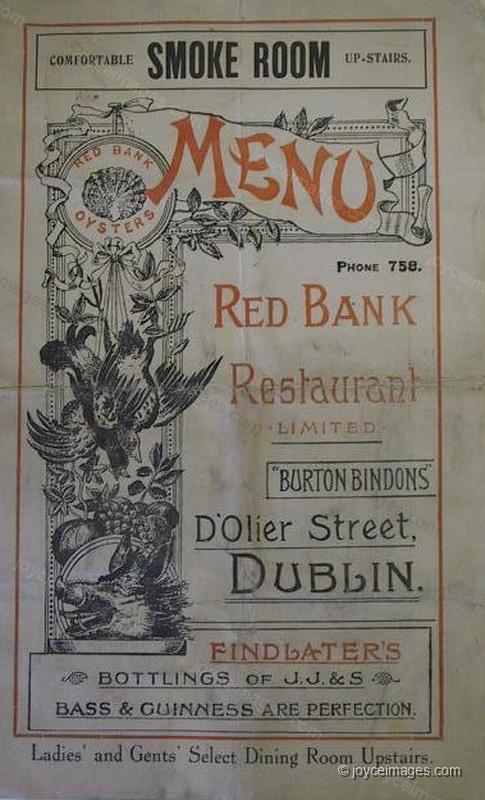 COMFORTABLE SMOKE ROOM UP-STAIRS.
MENU
RED BANK
OYSTERS
PHONE 758.
RED BANK
Restaurant
·LIMITED·
"BURTON BINDONS"
D'Olier Street,
DUBLIN.
FINDLATER'S
BOTTLINGS OF J.J.&S
BASS & GUINNESS ARE PERFECTION.
Ladies' and Gents' Select Dining Room Upstairs.
© joyceimages.com